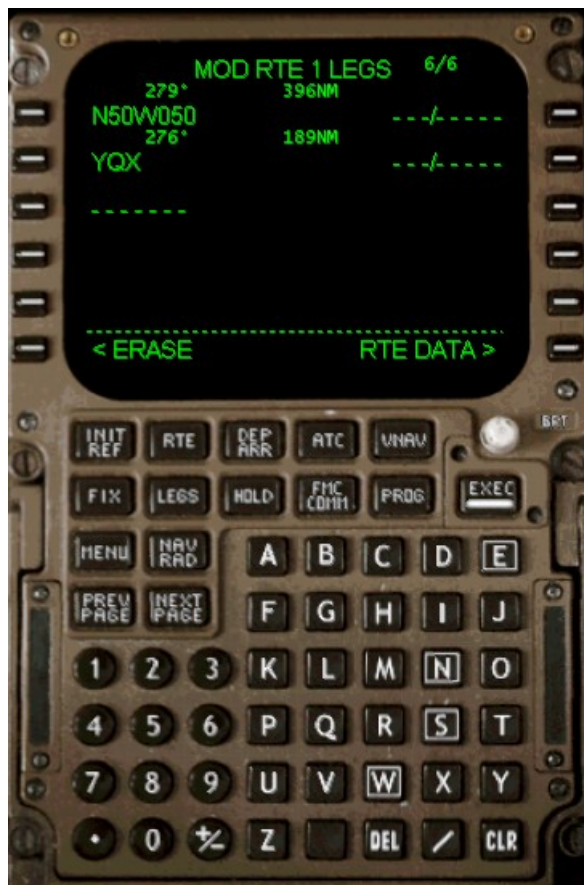 MOD RTE 1 LEGS 6/6
279° 396NM
N50W050 ---/-----
276° 189NM
YQX ---/-----
-------
< ERASE RTE DATA >
BRT
INIT REF RTE DEP ARR ATC VNAV
FIX LEGS HOLD FMC COMM PROG EXEC
MENU NAV RAD A B C D E
PREV PAGE NEXT PAGE F G H I J
1 2 3 K L M N O
4 5 6 P Q R S T
7 8 9 U V W X Y
. 0 +/- Z DEL / CLR